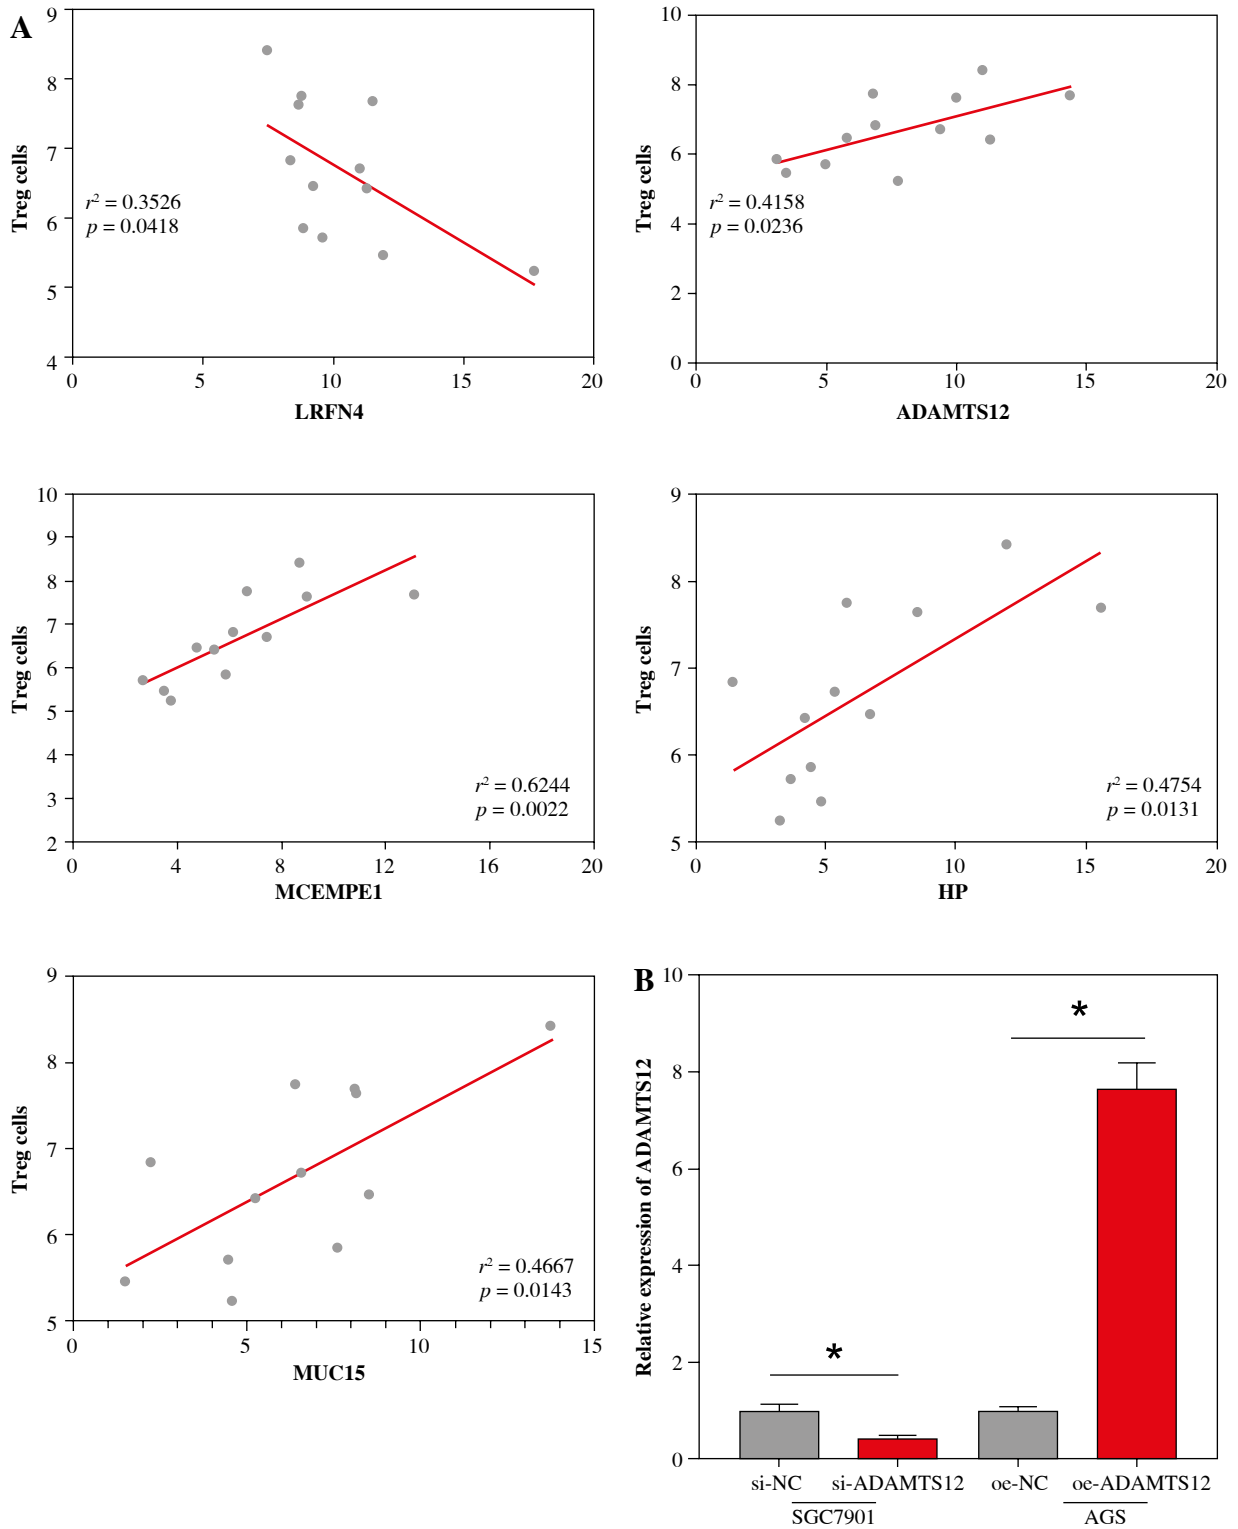 A
9
8
7
6
5
4
Treg cells
r² = 0.3526
p = 0.0418
0 5 10 15 20
LRFN4
10
8
6
4
2
0
Treg cells
r² = 0.4158
p = 0.0236
0 5 10 15 20
ADAMTS12
10
9
8
7
6
5
4
3
2
Treg cells
r² = 0.6244
p = 0.0022
0 4 8 12 16 20
MCEMPE1
9
8
7
6
5
Treg cells
r² = 0.4754
p = 0.0131
0 5 10 15 20
HP
9
8
7
6
5
Treg cells
r² = 0.4667
p = 0.0143
0 5 10 15
MUC15
B
10
8
6
4
2
0
Relative expression of ADAMTS12
*
*
si-NC si-ADAMTS12 oe-NC oe-ADAMTS12
SGC7901 AGS